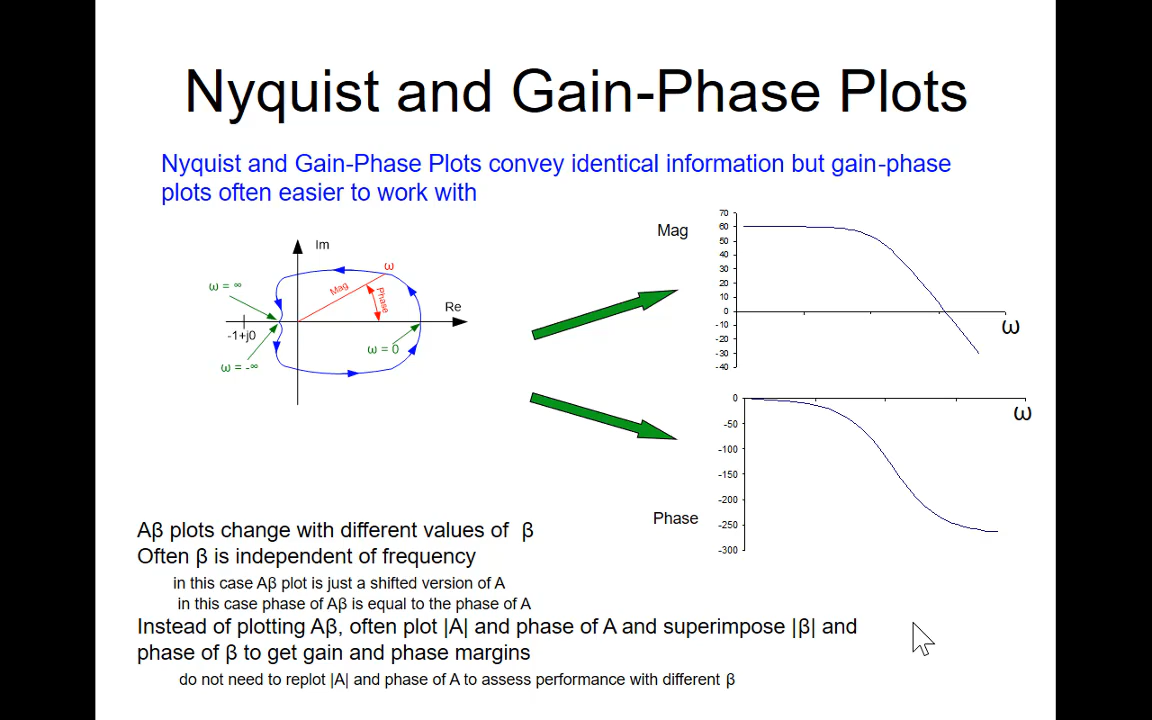 Nyquist and Gain-Phase Plots
Nyquist and Gain-Phase Plots convey identical information but gain-phase
plots often easier to work with
Im
ω
ω = ∞
Mag
Phase
Re
-1+j0
ω = 0
ω = -∞
Mag
70
60
50
40
30
20
10
0
-10
-20
-30
-40
ω
0
-50
-100
-150
-200
-250
-300
ω
Phase
Aβ plots change with different values of β
Often β is independent of frequency
in this case Aβ plot is just a shifted version of A
in this case phase of Aβ is equal to the phase of A
Instead of plotting Aβ, often plot |A| and phase of A and superimpose |β| and
phase of β to get gain and phase margins
do not need to replot |A| and phase of A to assess performance with different β